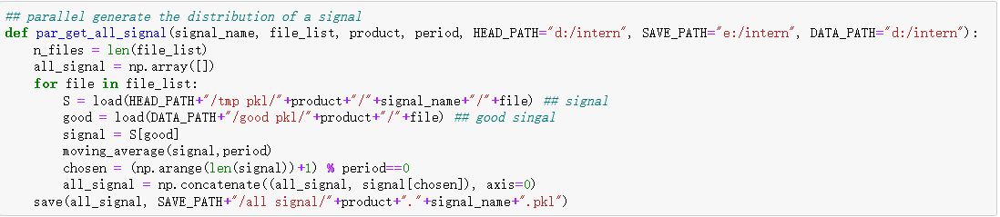 ## parallel generate the distribution of a signal
def par_get_all_signal(signal_name, file_list, product, period, HEAD_PATH="d:/intern", SAVE_PATH="e:/intern", DATA_PATH="d:/intern"):
    n_files = len(file_list)
    all_signal = np.array([])
    for file in file_list:
        S = load(HEAD_PATH+"/tmp pkl/"+product+"/"+signal_name+"/"+file) ## signal
        good = load(DATA_PATH+"/good pkl/"+product+"/"+file) ## good singal
        signal = S[good]
        moving_average(signal,period)
        chosen = (np.arange(len(signal))+1) % period==0
        all_signal = np.concatenate((all_signal, signal[chosen]), axis=0)
    save(all_signal, SAVE_PATH+"/all signal/"+product+"."+signal_name+".pkl")